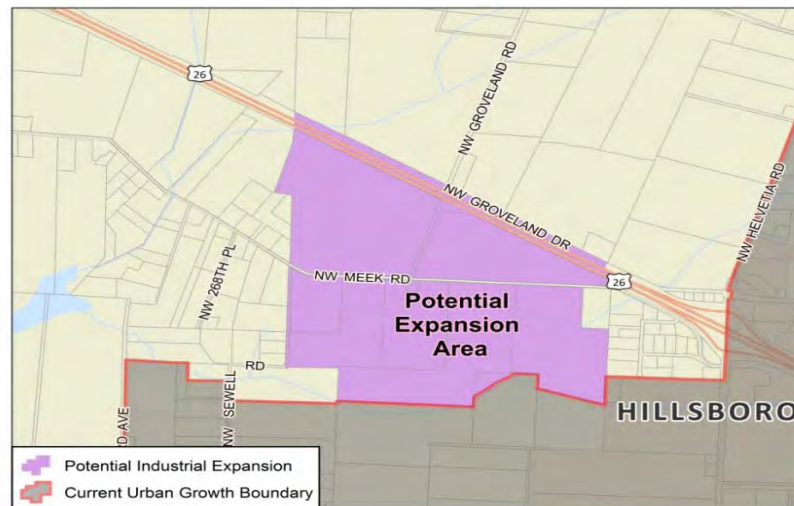 26
NW GROVELAND RD
NW GROVELAND DR
NW HELVETIA RD
NW 268TH PL
NW MEEK RD
26
Potential
Expansion
Area
RD
NW SEWELL
RD AVE
HILLSBORO
Potential Industrial Expansion
Current Urban Growth Boundary